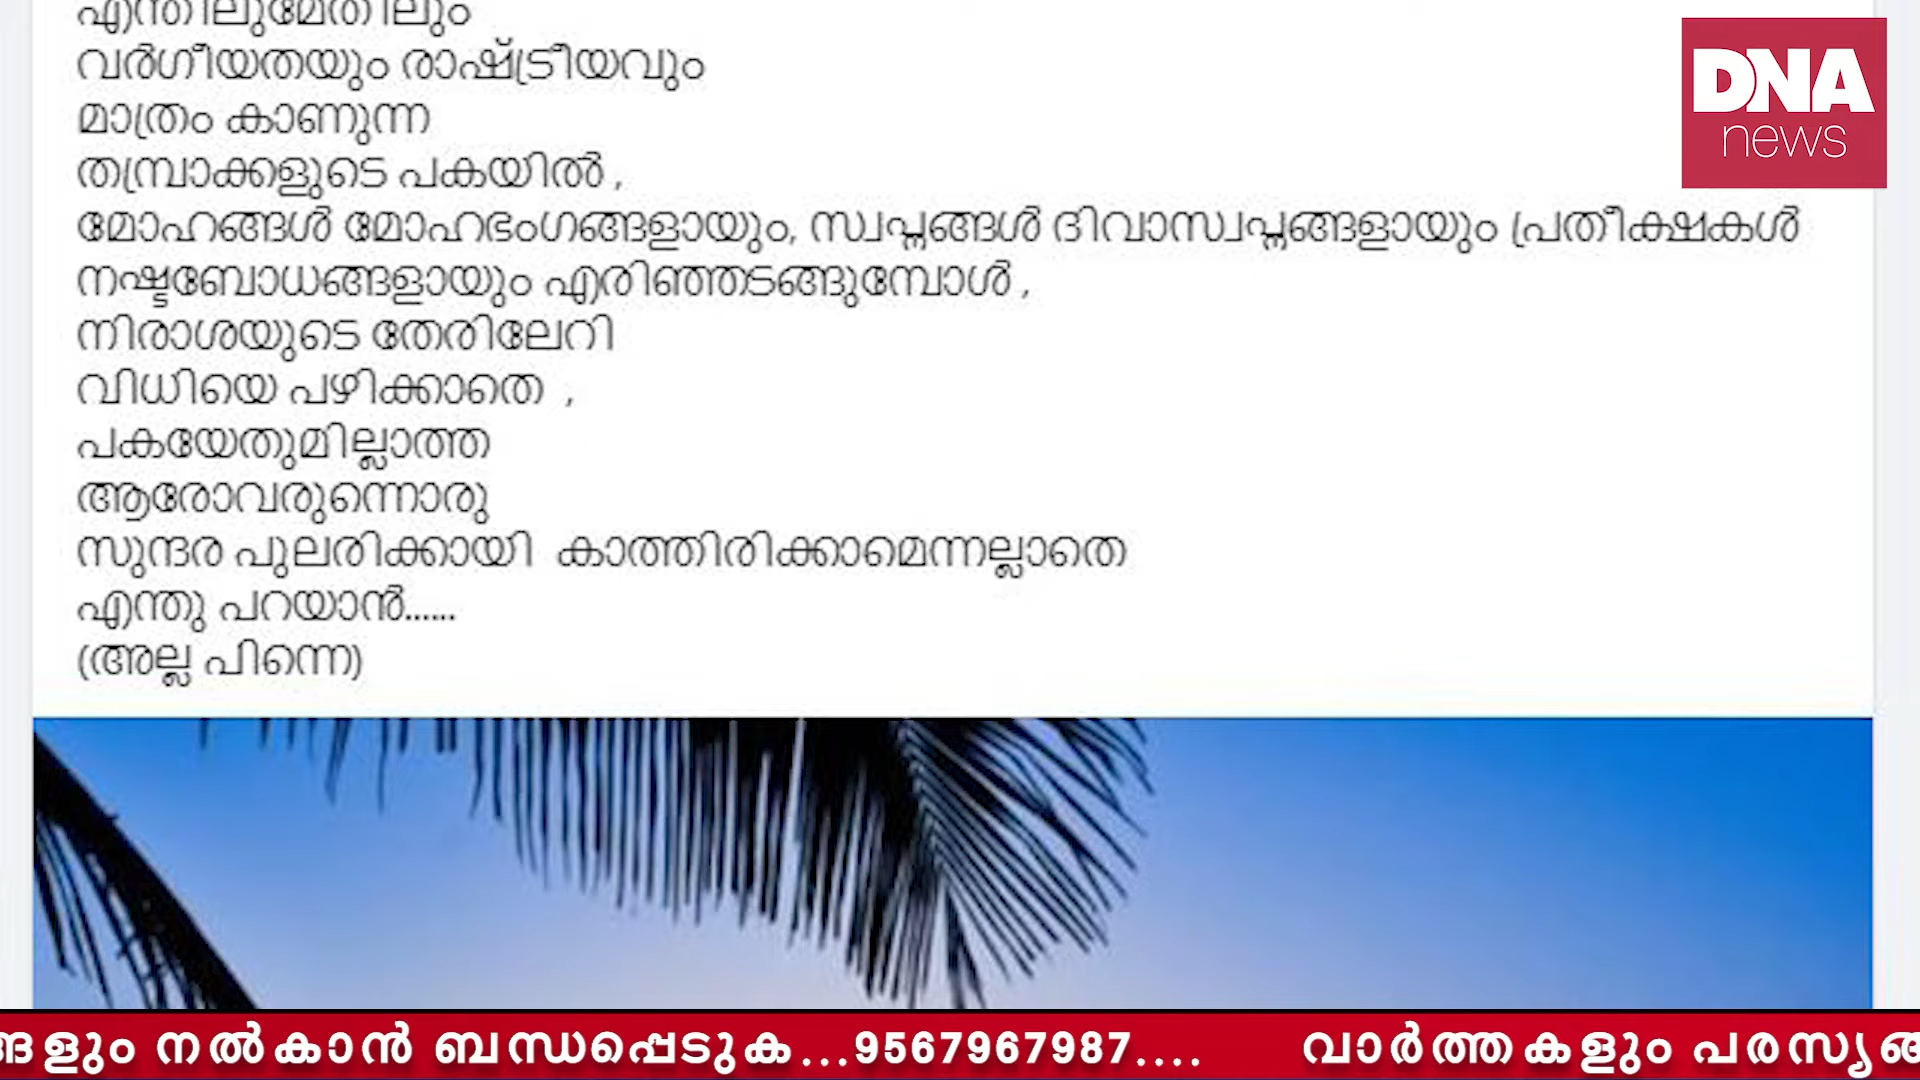 എന്തിലുമേതിലും
വർഗീയതയും രാഷ്ട്രീയവും
മാത്രം കാണുന്ന
തമ്പ്രാക്കളുടെ പകയിൽ ,
മോഹങ്ങൾ മോഹഭംഗങ്ങളായും, സ്വപ്നങ്ങൾ ദിവാസ്വപ്നങ്ങളായും പ്രതീക്ഷകൾ
നഷ്ടബോധങ്ങളായും എരിഞ്ഞടങ്ങുമ്പോൾ ,
നിരാശയുടെ തേരിലേറി
വിധിയെ പഴിക്കാതെ ,
പകയേതുമില്ലാത്ത
ആരോവരുന്നൊരു
സുന്ദര പുലരിക്കായി കാത്തിരിക്കാമെന്നല്ലാതെ
എന്തു പറയാൻ......
(അല്ല പിന്നെ)
DNA
news
ങ്ങളും നൽകാൻ ബന്ധപ്പെടുക...9567967987.... വാർത്തകളും പരസ്യങ്ങ